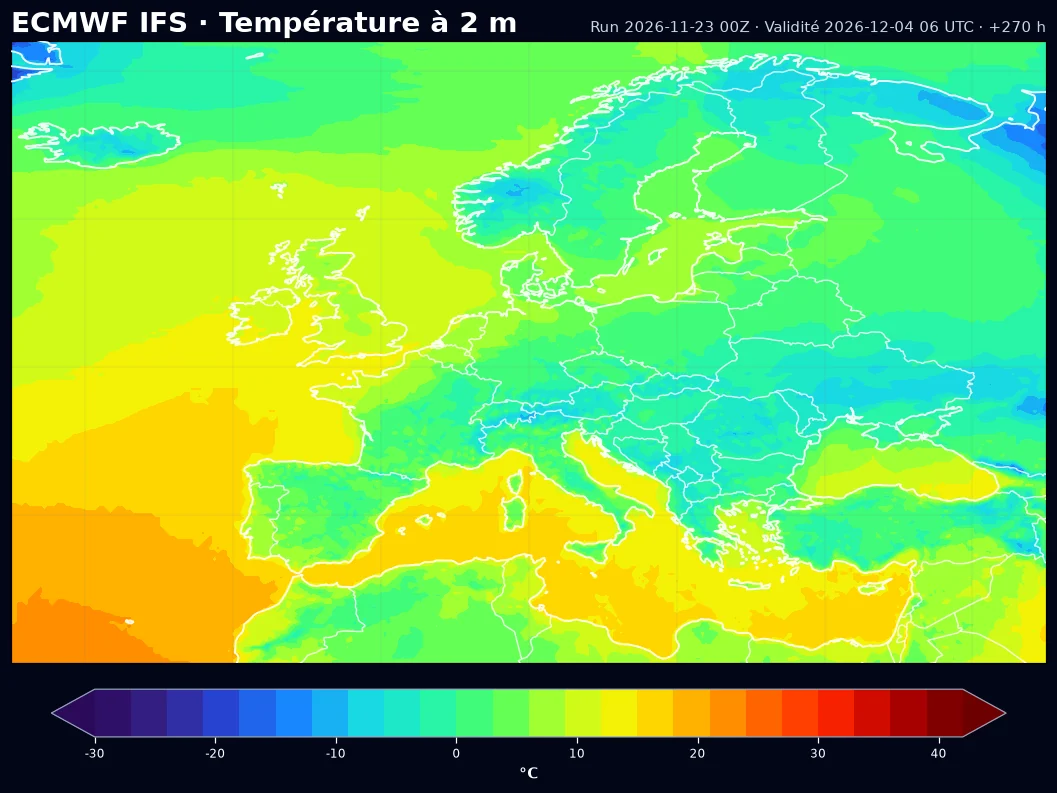 ECMWF IFS · Température à 2 m
Run 2026-11-23 00Z · Validité 2026-12-04 06 UTC · +270 h
-30 -20 -10 0 10 20 30 40
°C